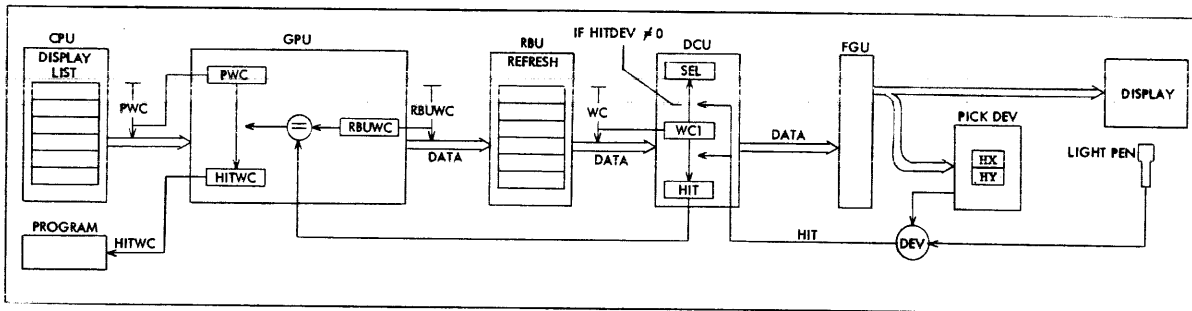 CPU
DISPLAY
LIST
PWC
GPU
PWC
=
RBUWC
HITWC
RBUWC
DATA
RBU
REFRESH
WC
DATA
IF HITDEV ≠ 0
DCU
SEL
WC1
HIT
DATA
FGU
DISPLAY
PICK DEV
HX
HY
LIGHT PEN
DEV
HIT
PROGRAM
HITWC